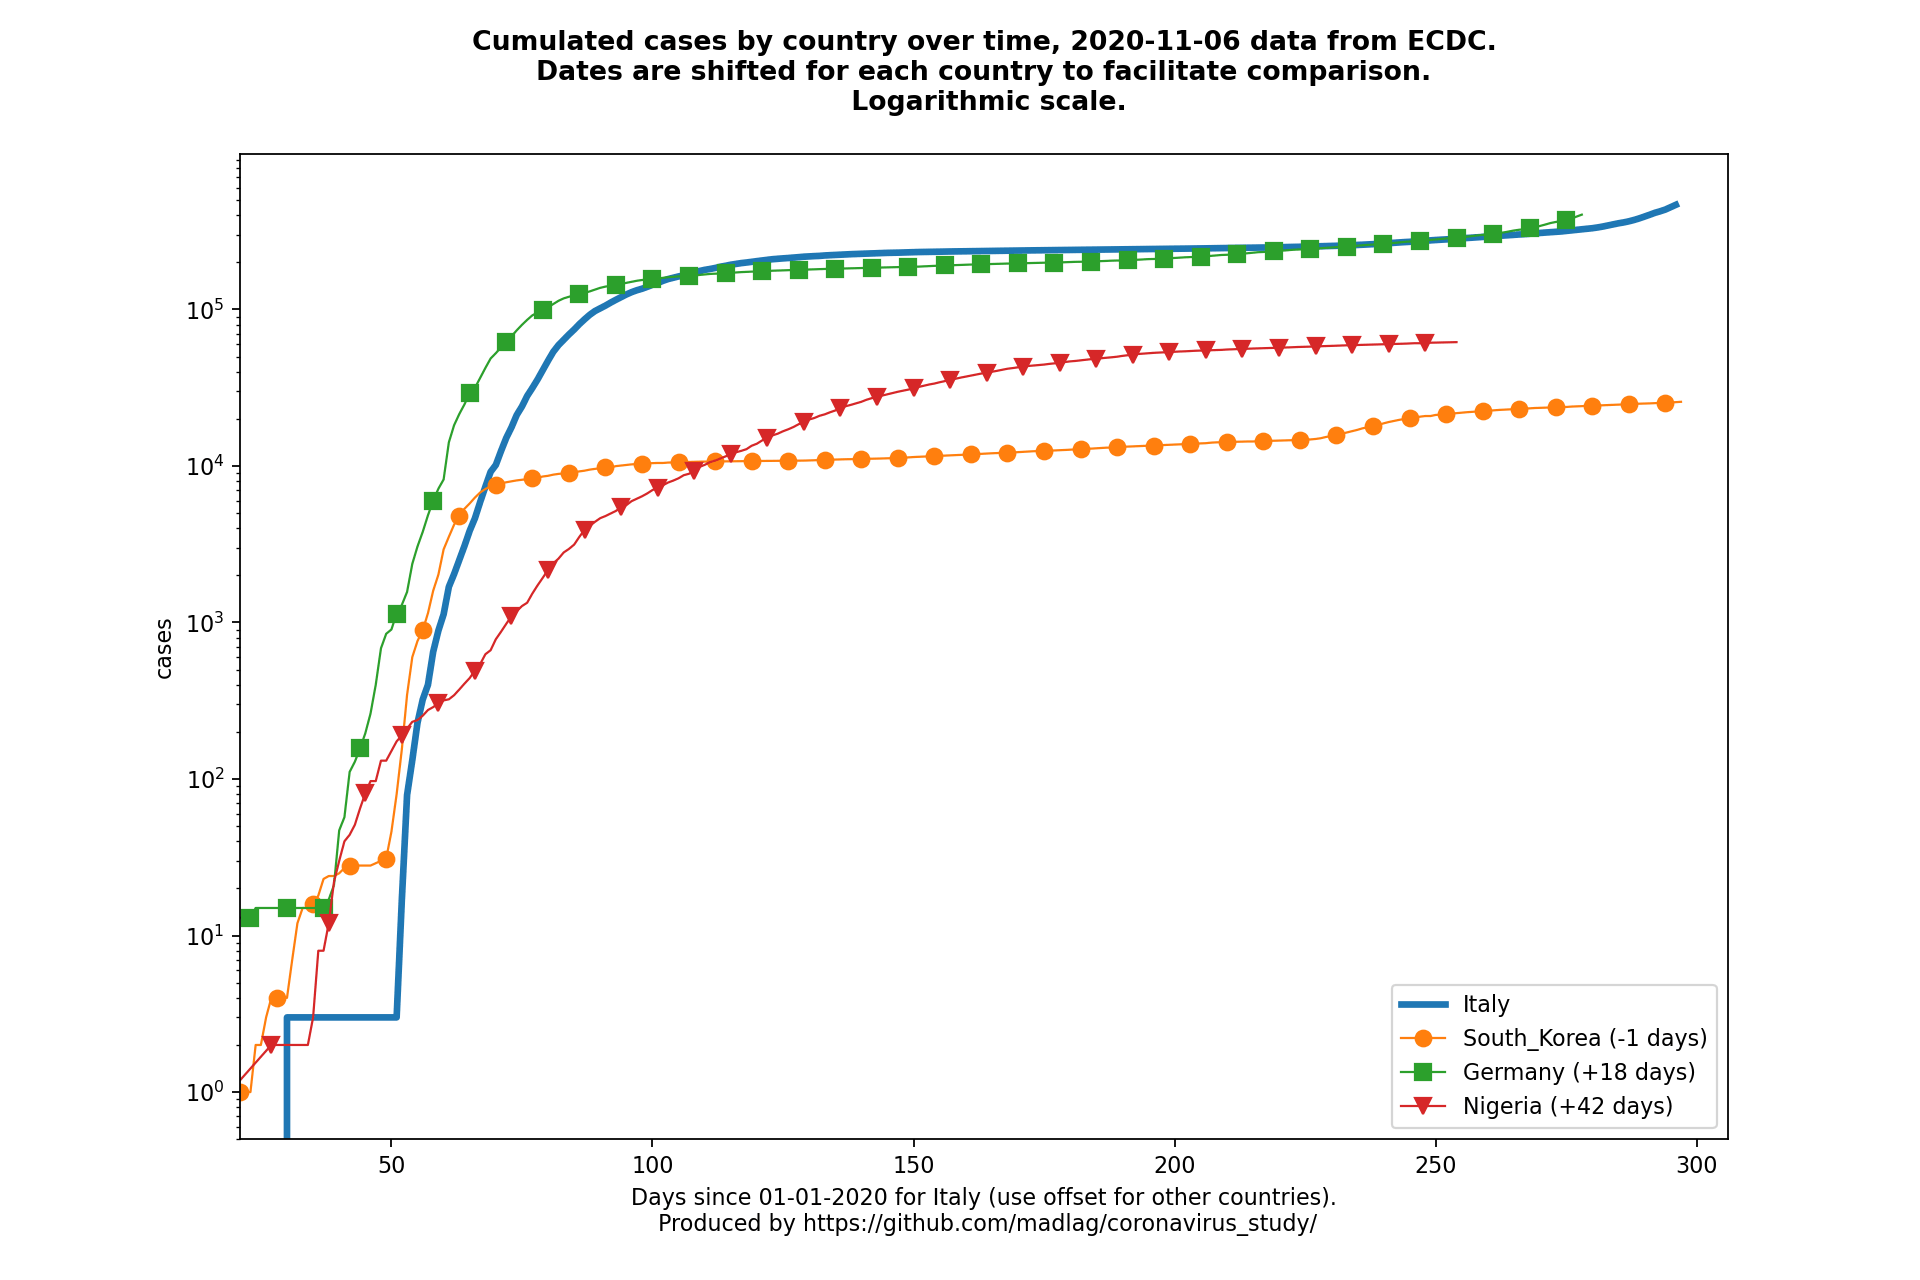 Cumulated cases by country over time, 2020-11-06 data from ECDC.
Dates are shifted for each country to facilitate comparison.
Logarithmic scale.
10^5
10^4
10^3
10^2
10^1
10^0
cases
Italy
South_Korea (-1 days)
Germany (+18 days)
Nigeria (+42 days)
50 100 150 200 250 300
Days since 01-01-2020 for Italy (use offset for other countries).
Produced by https://github.com/madlag/coronavirus_study/